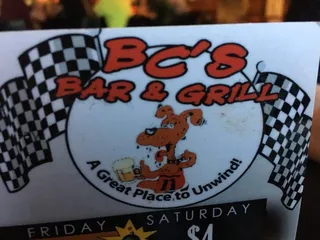 BC'S
BAR & GRILL
A Great Place to Unwind!
FRIDAY SATURDAY
$4